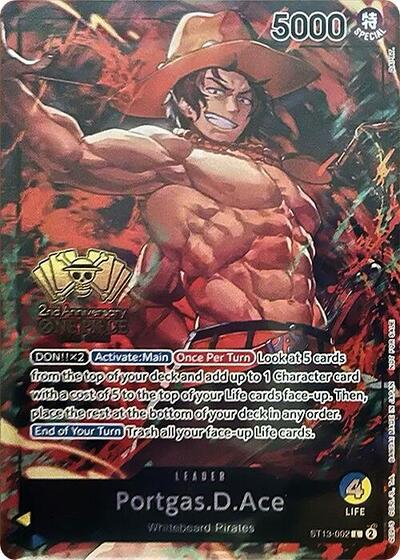 5000 特
SPECIAL
2nd Anniversary
ONE PIECE
DON!!×2 Activate:Main Once Per Turn Look at 5 cards
from the top of your deck and add up to 1 Character card
with a cost of 5 to the top of your Life cards face-up. Then,
place the rest at the bottom of your deck in any order.
End of Your Turn Trash all your face-up Life cards.
LEADER
Portgas.D.Ace
Whitebeard Pirates
4
LIFE
ST13-002 L 2
NOT FOR SALE